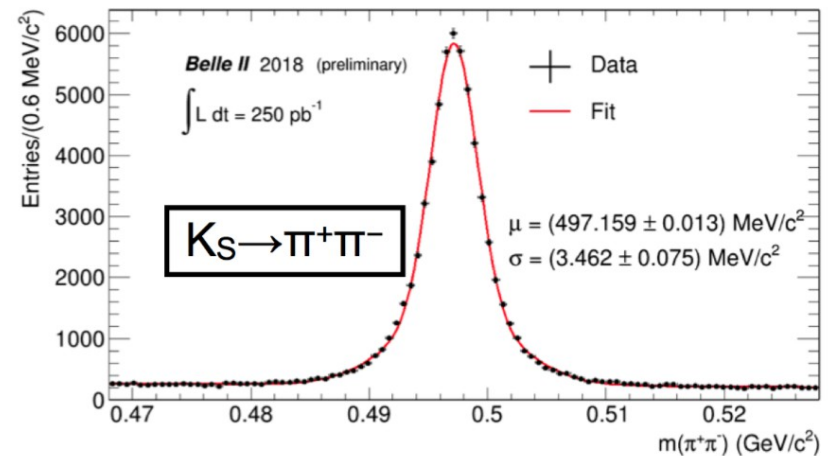 Entries/(0.6 MeV/c²)
6000
5000
4000
3000
2000
1000
0
Belle II 2018 (preliminary)
∫L dt = 250 pb⁻¹
Data
Fit
K_S→π⁺π⁻
μ = (497.159 ± 0.013) MeV/c²
σ = (3.462 ± 0.075) MeV/c²
0.47 0.48 0.49 0.5 0.51 0.52
m(π⁺π⁻) (GeV/c²)